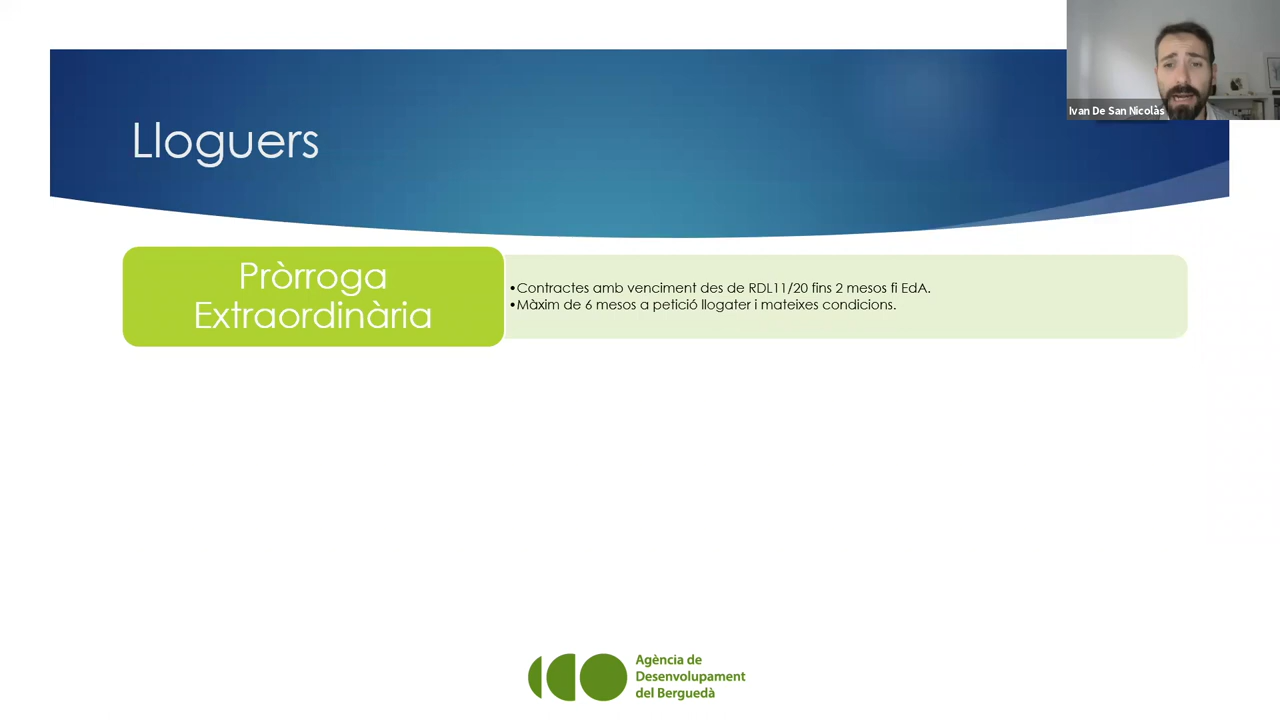 Ivan De San Nicolàs
Lloguers
Pròrroga
Extraordinària
•Contractes amb venciment des de RDL11/20 fins 2 mesos fi EdA.
•Màxim de 6 mesos a petició llogater i mateixes condicions.
Agència de
Desenvolupament
del Berguedà